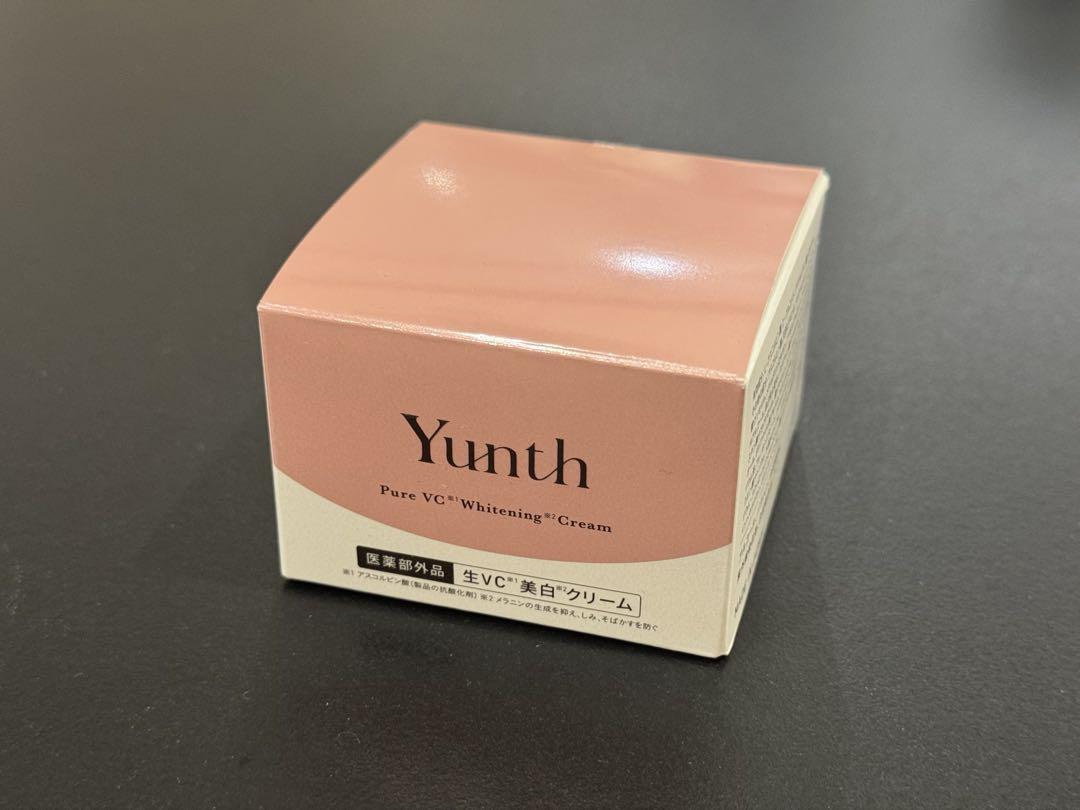 Yunth
Pure VC※1 Whitening※2 Cream
医薬部外品 生VC※1 美白※2 クリーム
※1 アスコルビン酸(製品の抗酸化剤) ※2 メラニンの生成を抑え、しみ、そばかすを防ぐ